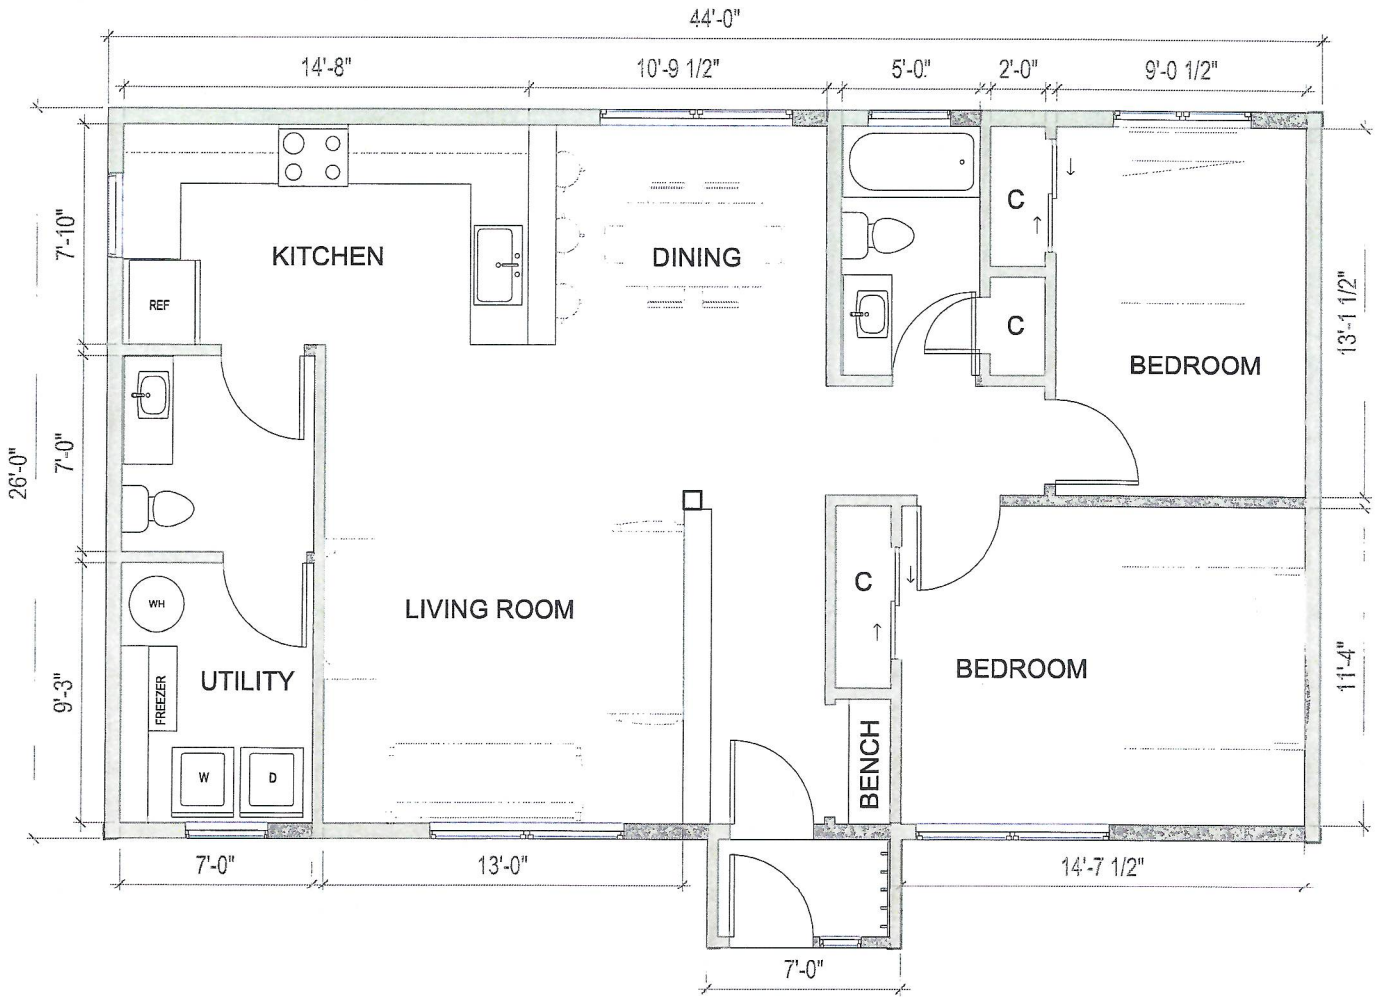 44'-0"
14'-8"
10'-9 1/2"
5'-0"
2'-0"
9'-0 1/2"
7'-10"
KITCHEN
DINING
C
REF
C
BEDROOM
13'-1 1/2"
26'-0"
7'-0"
WH
LIVING ROOM
C
UTILITY
FREEZER
BEDROOM
11'-4"
9'-3"
W
D
BENCH
7'-0"
13'-0"
14'-7 1/2"
7'-0"